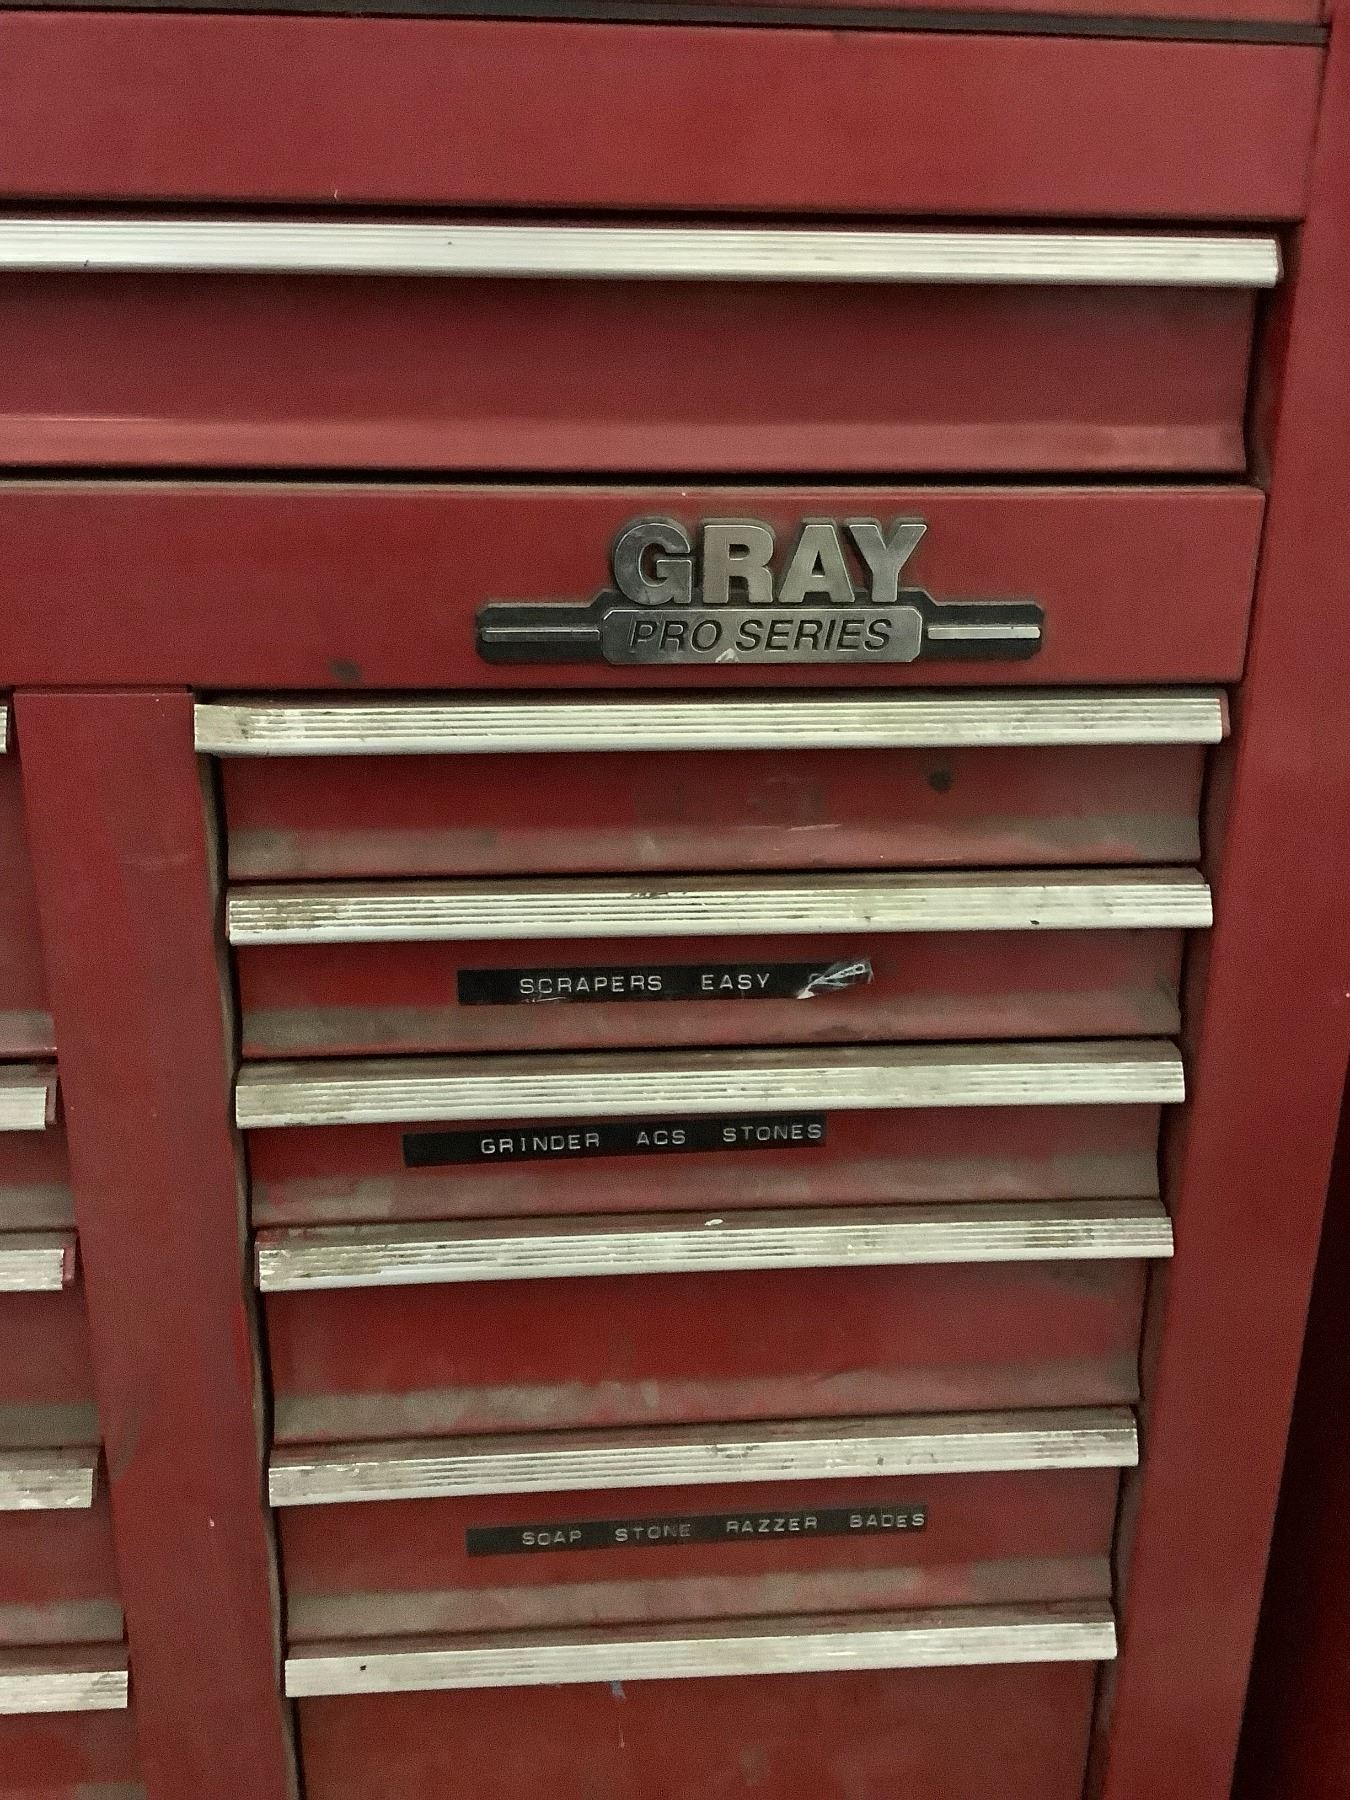 GRAY
PRO SERIES
SCRAPERS EASY
GRINDER ACS STONES
SOAP STONE RAZZER BADES